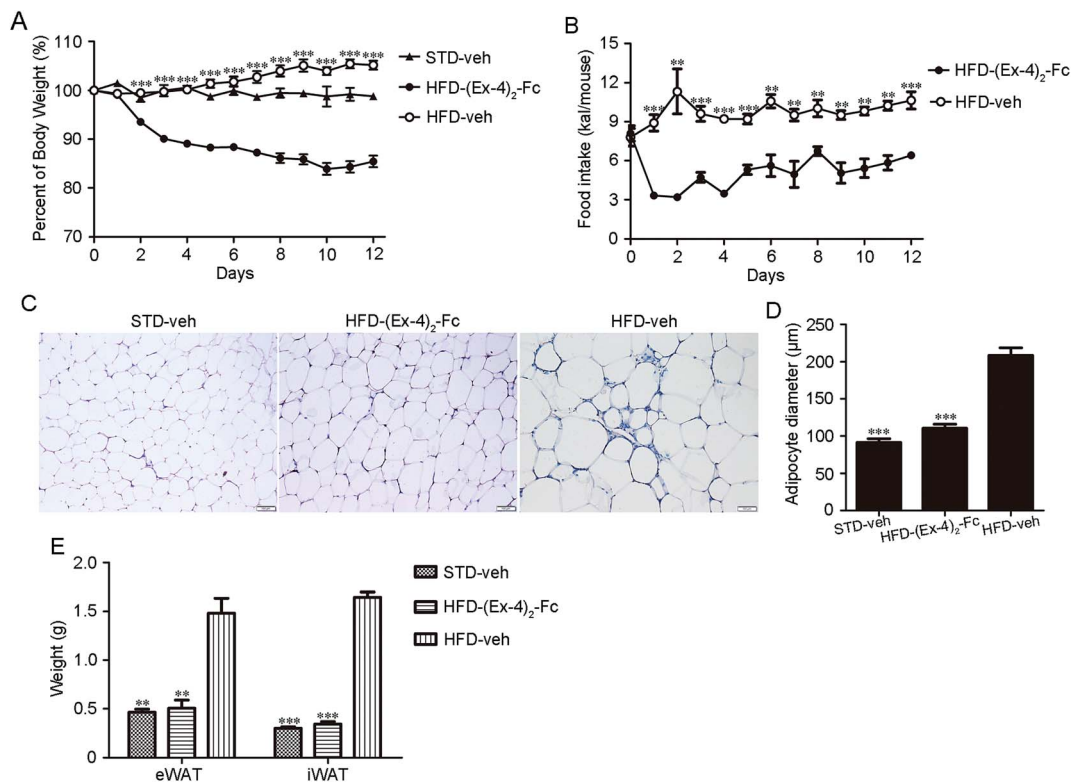 A
Percent of Body Weight (%)
110
100
90
80
70
*** *** *** *** *** *** *** *** *** *** ***
0 2 4 6 8 10 12
Days
STD-veh
HFD-(Ex-4)₂-Fc
HFD-veh
B
Food intake (kal/mouse)
15
12
9
6
3
0
*** ** *** *** *** ** ** ** ** ** ** **
0 2 4 6 8 10 12
Days
HFD-(Ex-4)₂-Fc
HFD-veh
C
STD-veh HFD-(Ex-4)₂-Fc HFD-veh
D
Adipocyte diameter (μm)
250
200
150
100
50
0
*** ***
STD-veh HFD-(Ex-4)₂-Fc HFD-veh
E
Weight (g)
2.0
1.5
1.0
0.5
0
** **
*** ***
eWAT iWAT
STD-veh
HFD-(Ex-4)₂-Fc
HFD-veh